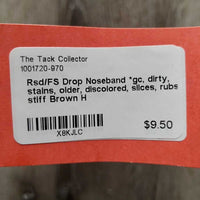 The Tack Collector
1001720-970
Rsd/FS Drop Noseband *gc, dirty,
stains, older, discolored, slices, rubs
stiff Brown H
X8KJLC
$9.50